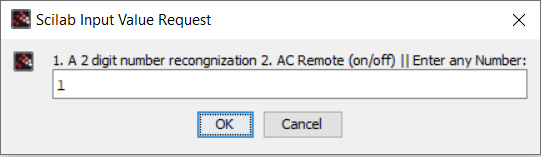 Scilab Input Value Request
1. A 2 digit number recongnization 2. AC Remote (on/off) || Enter any Number:
1
OK Cancel